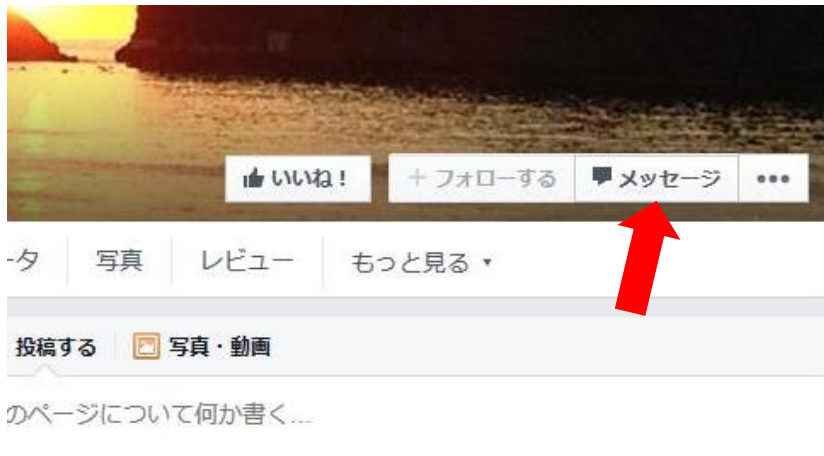 いいね！ +フォローする メッセージ •••
ータ 写真 レビュー もっと見る ▾
投稿する 写真・動画
のページについて何か書く...